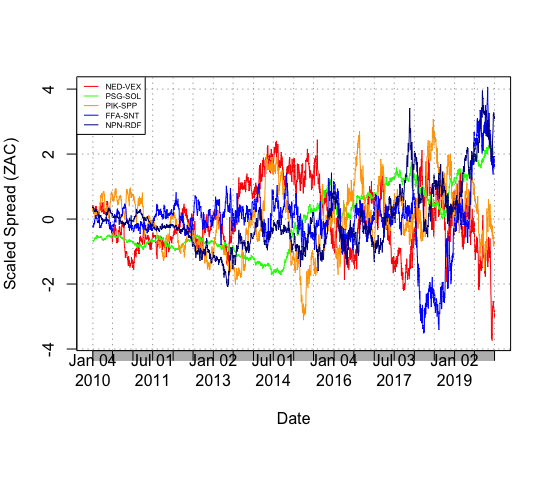 Scaled Spread (ZAC)
4
2
0
-2
-4
NED-VEX
PSG-SOL
PIK-SPP
FFA-SNT
NPN-RDF
Jan 04 Jul 01 Jan 02 Jul 01 Jan 04 Jul 03 Jan 02
2010 2011 2013 2014 2016 2017 2019
Date